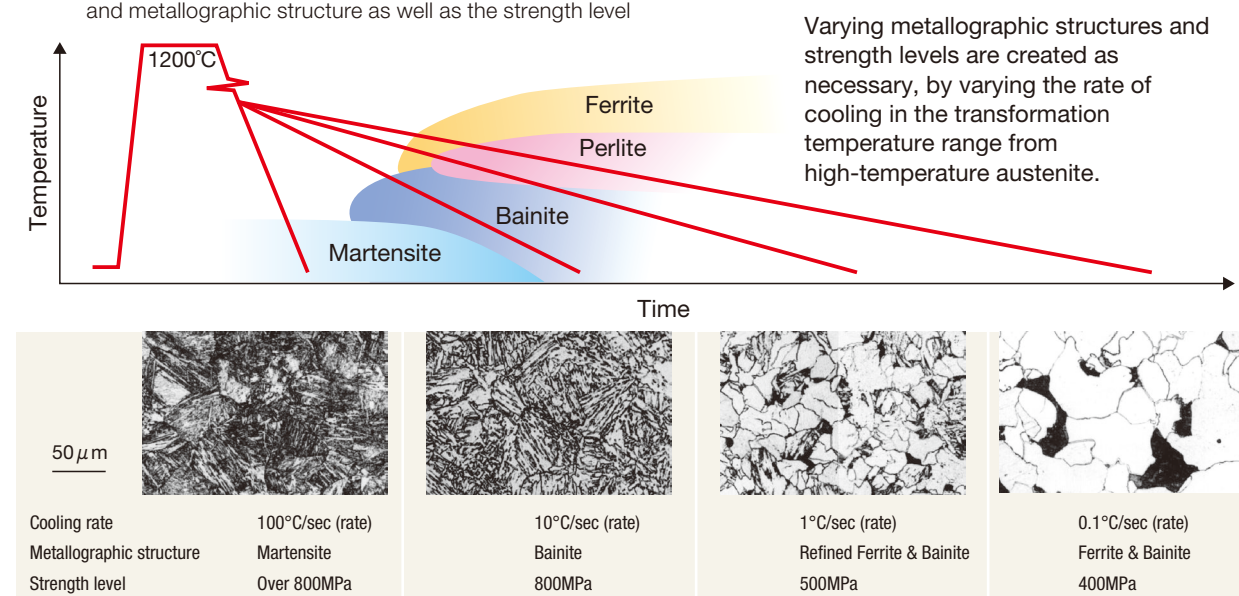 and metallographic structure as well as the strength level
Varying metallographic structures and
strength levels are created as
necessary, by varying the rate of
cooling in the transformation
temperature range from
high-temperature austenite.
1200°C
Temperature
Ferrite
Perlite
Bainite
Martensite
Time
50μm
Cooling rate 100°C/sec (rate) 10°C/sec (rate) 1°C/sec (rate) 0.1°C/sec (rate)
Metallographic structure Martensite Bainite Refined Ferrite & Bainite Ferrite & Bainite
Strength level Over 800MPa 800MPa 500MPa 400MPa